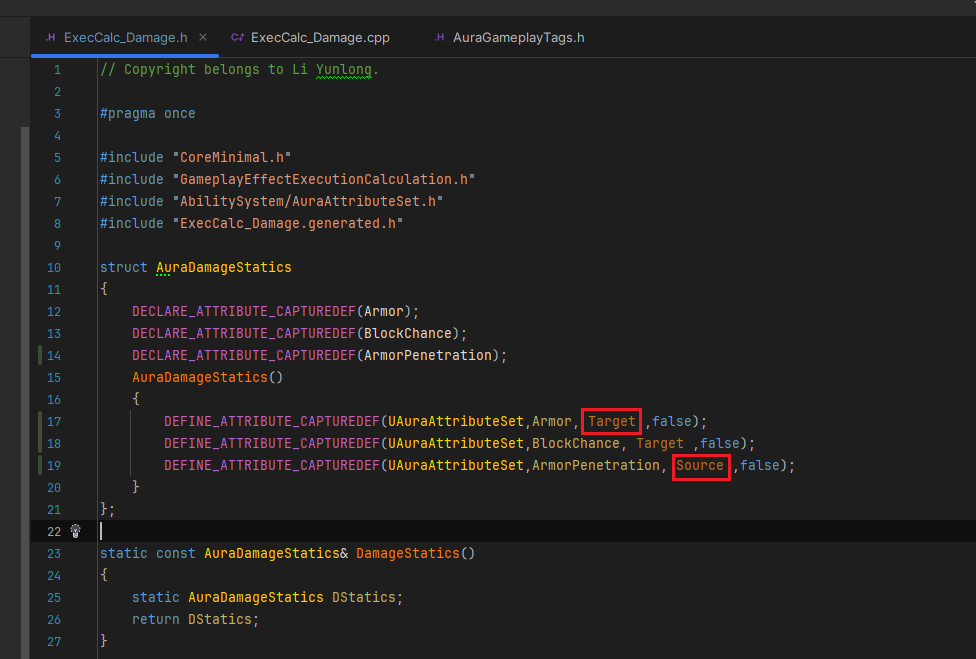 .H ExecCalc_Damage.h × C++ ExecCalc_Damage.cpp .H AuraGameplayTags.h
1 // Copyright belongs to Li Yunlong.
2
3 #pragma once
4
5 #include "CoreMinimal.h"
6 #include "GameplayEffectExecutionCalculation.h"
7 #include "AbilitySystem/AuraAttributeSet.h"
8 #include "ExecCalc_Damage.generated.h"
9
10 struct AuraDamageStatics
11 {
12 DECLARE_ATTRIBUTE_CAPTUREDEF(Armor);
13 DECLARE_ATTRIBUTE_CAPTUREDEF(BlockChance);
14 DECLARE_ATTRIBUTE_CAPTUREDEF(ArmorPenetration);
15 AuraDamageStatics()
16 {
17 DEFINE_ATTRIBUTE_CAPTUREDEF(UAuraAttributeSet,Armor, Target ,false);
18 DEFINE_ATTRIBUTE_CAPTUREDEF(UAuraAttributeSet,BlockChance, Target ,false);
19 DEFINE_ATTRIBUTE_CAPTUREDEF(UAuraAttributeSet,ArmorPenetration, Source ,false);
20 }
21 };
22
23 static const AuraDamageStatics& DamageStatics()
24 {
25 static AuraDamageStatics DStatics;
26 return DStatics;
27 }